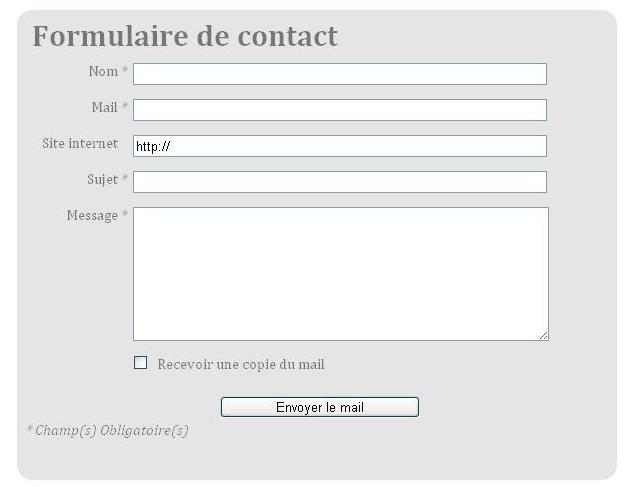 Formulaire de contact
Nom *
Mail *
Site internet http://
Sujet *
Message *
Recevoir une copie du mail
Envoyer le mail
* Champ(s) Obligatoire(s)